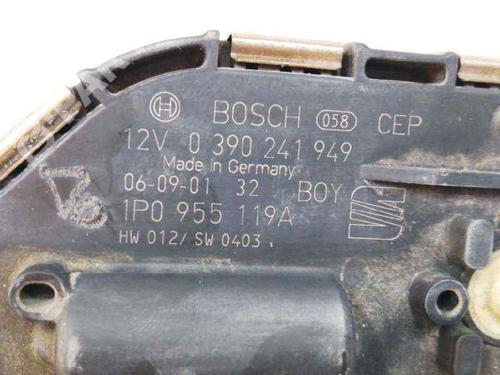 BOSCH 058 CEP
12V 0 390 241 949
Made in Germany
06-09-01 32 BOY
1P0 955 119A
HW 012/ SW 0403